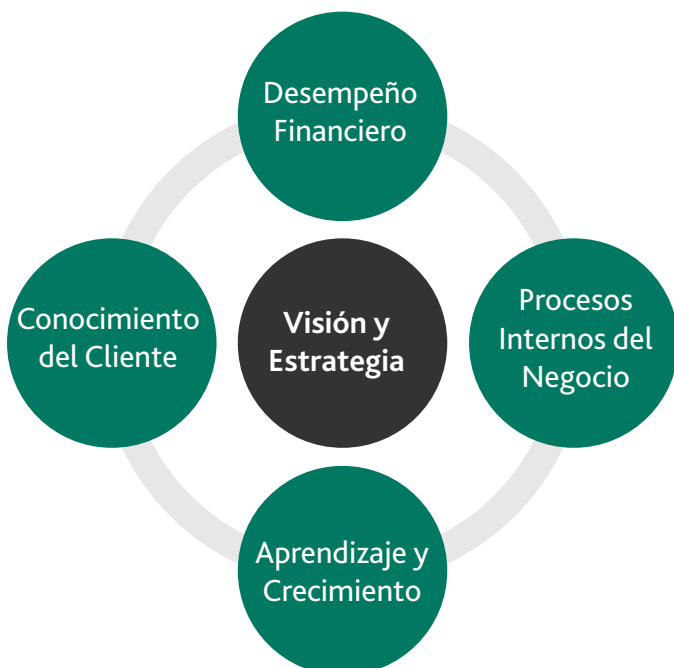 Desempeño
Financiero
Conocimiento
del Cliente
Visión y
Estrategia
Procesos
Internos del
Negocio
Aprendizaje y
Crecimiento